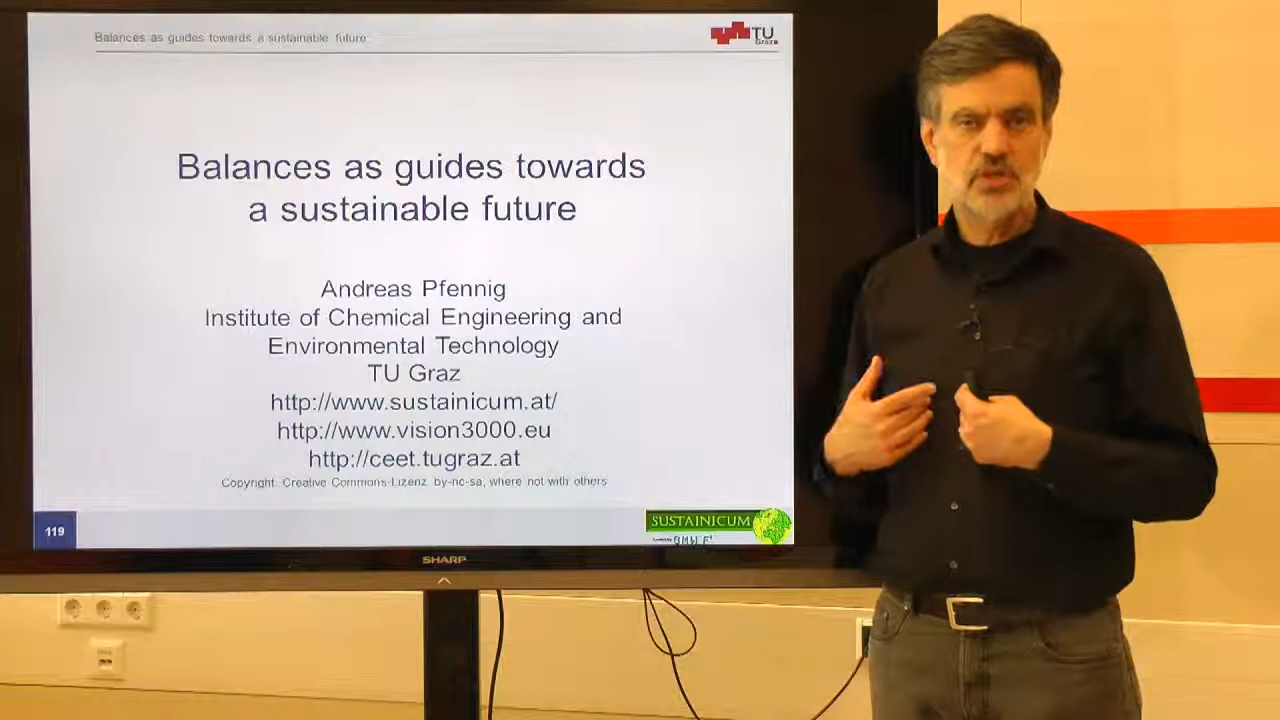 Balances as guides towards a sustainable future
TU
Graz
Balances as guides towards
a sustainable future
Andreas Pfennig
Institute of Chemical Engineering and
Environmental Technology
TU Graz
http://www.sustainicum.at/
http://www.vision3000.eu
http://ceet.tugraz.at
Copyright: Creative Commons-Lizenz by-nc-sa, where not with others
119
SUSTAINICUM
SHARP